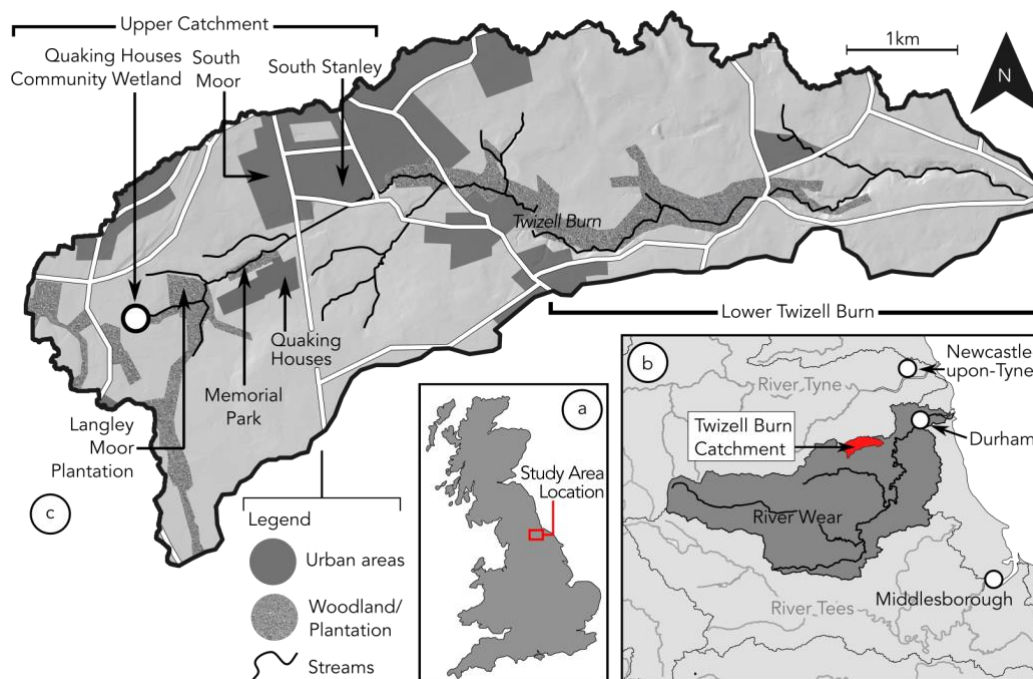 Upper Catchment
Quaking Houses
Community Wetland
South
Moor
South Stanley
1km
N
Twizell Burn
Lower Twizell Burn
Quaking
Houses
Memorial
Park
Langley
Moor
Plantation
c
Legend
Urban areas
Woodland/
Plantation
Streams
a
Study Area
Location
b
Newcastle
upon-Tyne
River Tyne
Twizell Burn
Catchment
Durham
River Wear
Middlesborough
River Tees